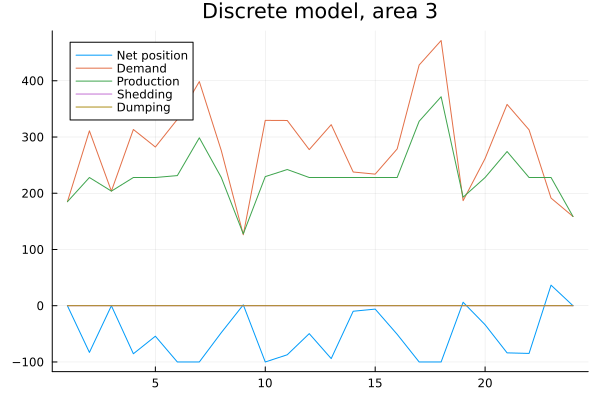 Discrete model, area 3
Net position
Demand
Production
Shedding
Dumping
400
300
200
100
0
−100
5
10
15
20